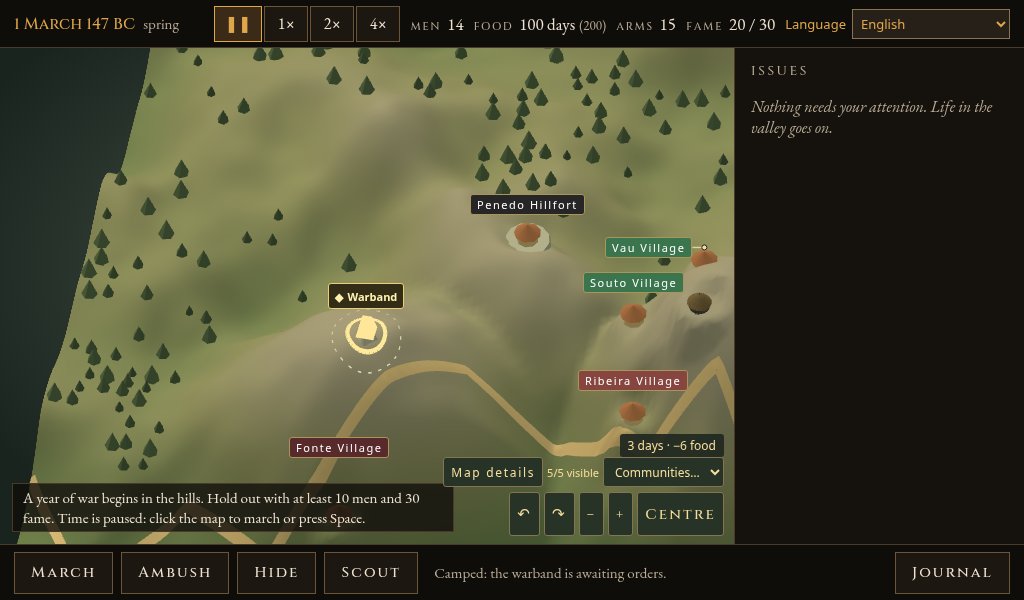 1 MARCH 147 BC spring ❚❚ 1× 2× 4× MEN 14 FOOD 100 days (200) ARMS 15 FAME 20 / 30 Language English
ISSUES
Nothing needs your attention. Life in the
valley goes on.
Penedo Hillfort
Vau Village
Souto Village
◆ Warband
Ribeira Village
Fonte Village
3 days · −6 food
Map details 5/5 visible Communities...
A year of war begins in the hills. Hold out with at least 10 men and 30
fame. Time is paused: click the map to march or press Space.
↶ ↷ − + CENTRE
MARCH AMBUSH HIDE SCOUT Camped: the warband is awaiting orders. JOURNAL